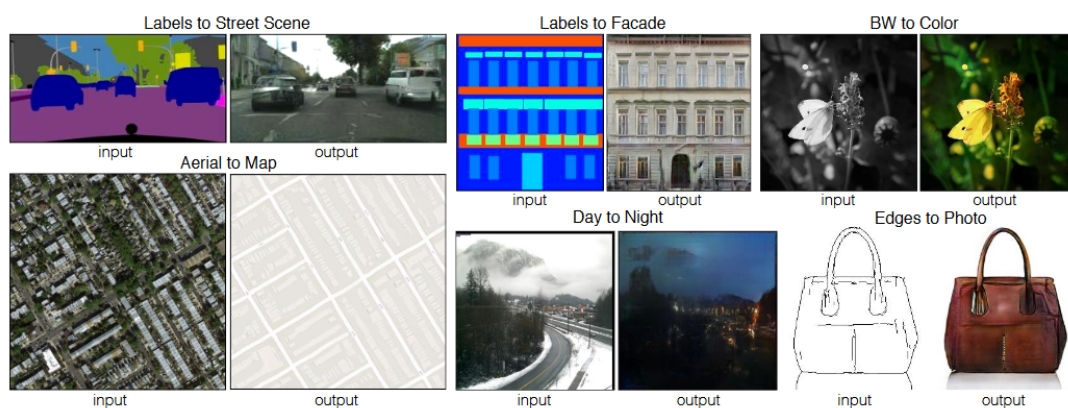 Labels to Street Scene
input
output
Aerial to Map
input
output
Labels to Facade
input
output
BW to Color
input
output
Day to Night
input
output
Edges to Photo
input
output